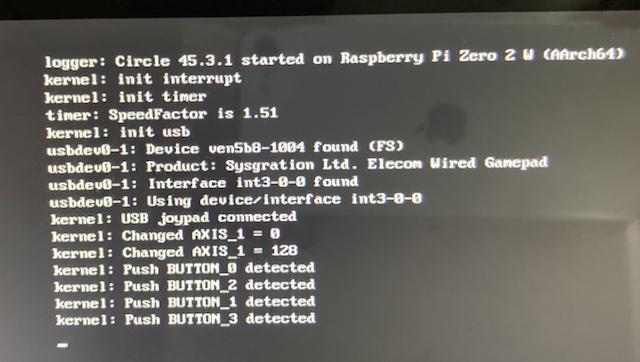 logger: Circle 45.3.1 started on Raspberry Pi Zero 2 W (AArch64)
kernel: init interrupt
kernel: init timer
timer: SpeedFactor is 1.51
kernel: init usb
usbdev0-1: Device ven5b8-1004 found (FS)
usbdev0-1: Product: Sysgration Ltd. Elecom Wired Gamepad
usbdev0-1: Interface int3-0-0 found
usbdev0-1: Using device/interface int3-0-0
kernel: USB joypad connected
kernel: Changed AXIS_1 = 0
kernel: Changed AXIS_1 = 128
kernel: Push BUTTON_0 detected
kernel: Push BUTTON_2 detected
kernel: Push BUTTON_1 detected
kernel: Push BUTTON_3 detected